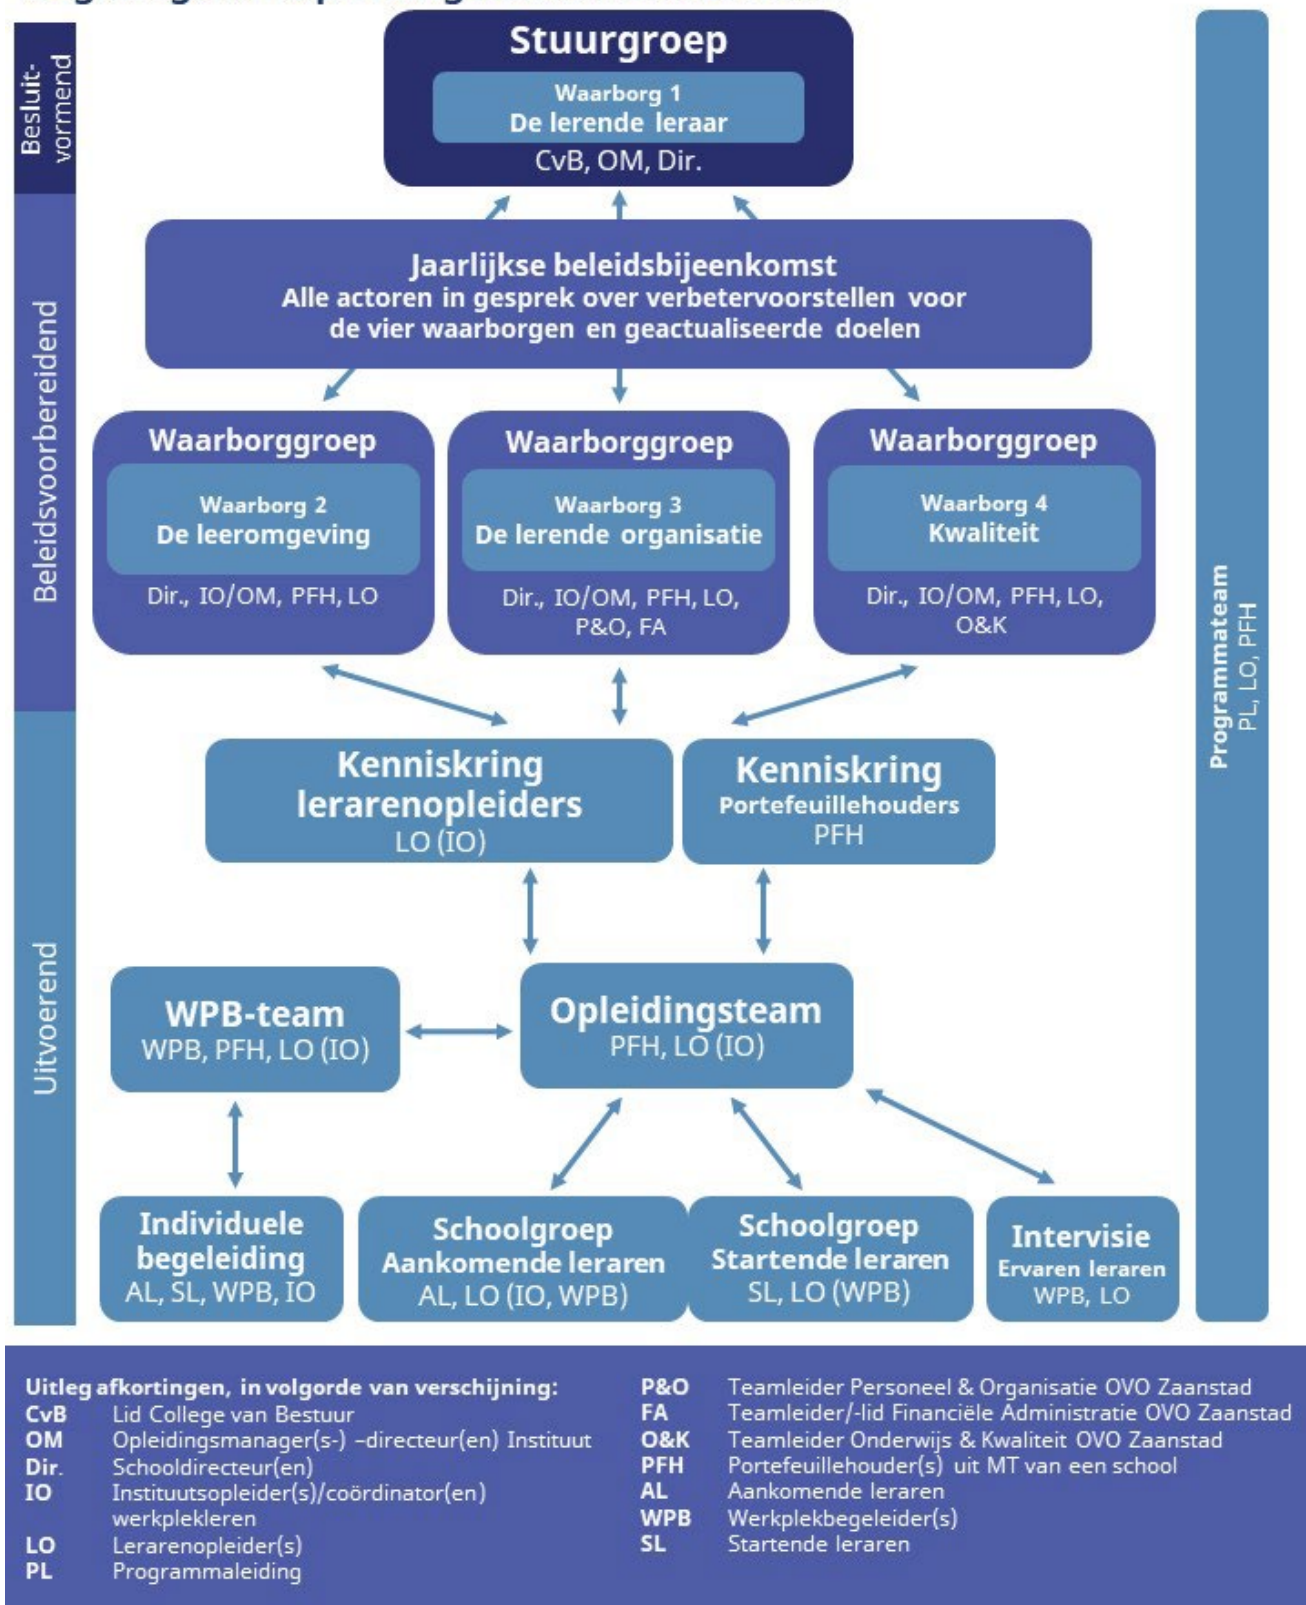 Stuurgroep
Waarborg 1
De lerende leraar
CvB, OM, Dir.
Besluit-
vormend
Jaarlijkse beleidsbijeenkomst
Alle actoren in gesprek over verbetervoorstellen voor
de vier waarborgen en geactualiseerde doelen
Beleidsvoorbereidend
Waarborggroep
Waarborg 2
De leeromgeving
Dir., IO/OM, PFH, LO
Waarborggroep
Waarborg 3
De lerende organisatie
Dir., IO/OM, PFH, LO,
P&O, FA
Waarborggroep
Waarborg 4
Kwaliteit
Dir., IO/OM, PFH, LO,
O&K
Programmateam
PL, LO, PFH
Uitvoerend
Kenniskring
lerarenopleiders
LO (IO)
Kenniskring
Portefeuillehouders
PFH
WPB-team
WPB, PFH, LO (IO)
Opleidingsteam
PFH, LO (IO)
Individuele
begeleiding
AL, SL, WPB, IO
Schoolgroep
Aankomende leraren
AL, LO (IO, WPB)
Schoolgroep
Startende leraren
SL, LO (WPB)
Intervisie
Ervaren leraren
WPB, LO
Uitleg afkortingen, in volgorde van verschijning:
CvB Lid College van Bestuur
OM Opleidingsmanager(s-) –directeur(en) Instituut
Dir. Schooldirecteur(en)
IO Instituutsopleider(s)/coördinator(en)
werkplekleren
LO Lerarenopleider(s)
PL Programmaleiding
P&O Teamleider Personeel & Organisatie OVO Zaanstad
FA Teamleider/-lid Financiële Administratie OVO Zaanstad
O&K Teamleider Onderwijs & Kwaliteit OVO Zaanstad
PFH Portefeuillehouder(s) uit MT van een school
AL Aankomende leraren
WPB Werkplekbegeleider(s)
SL Startende leraren